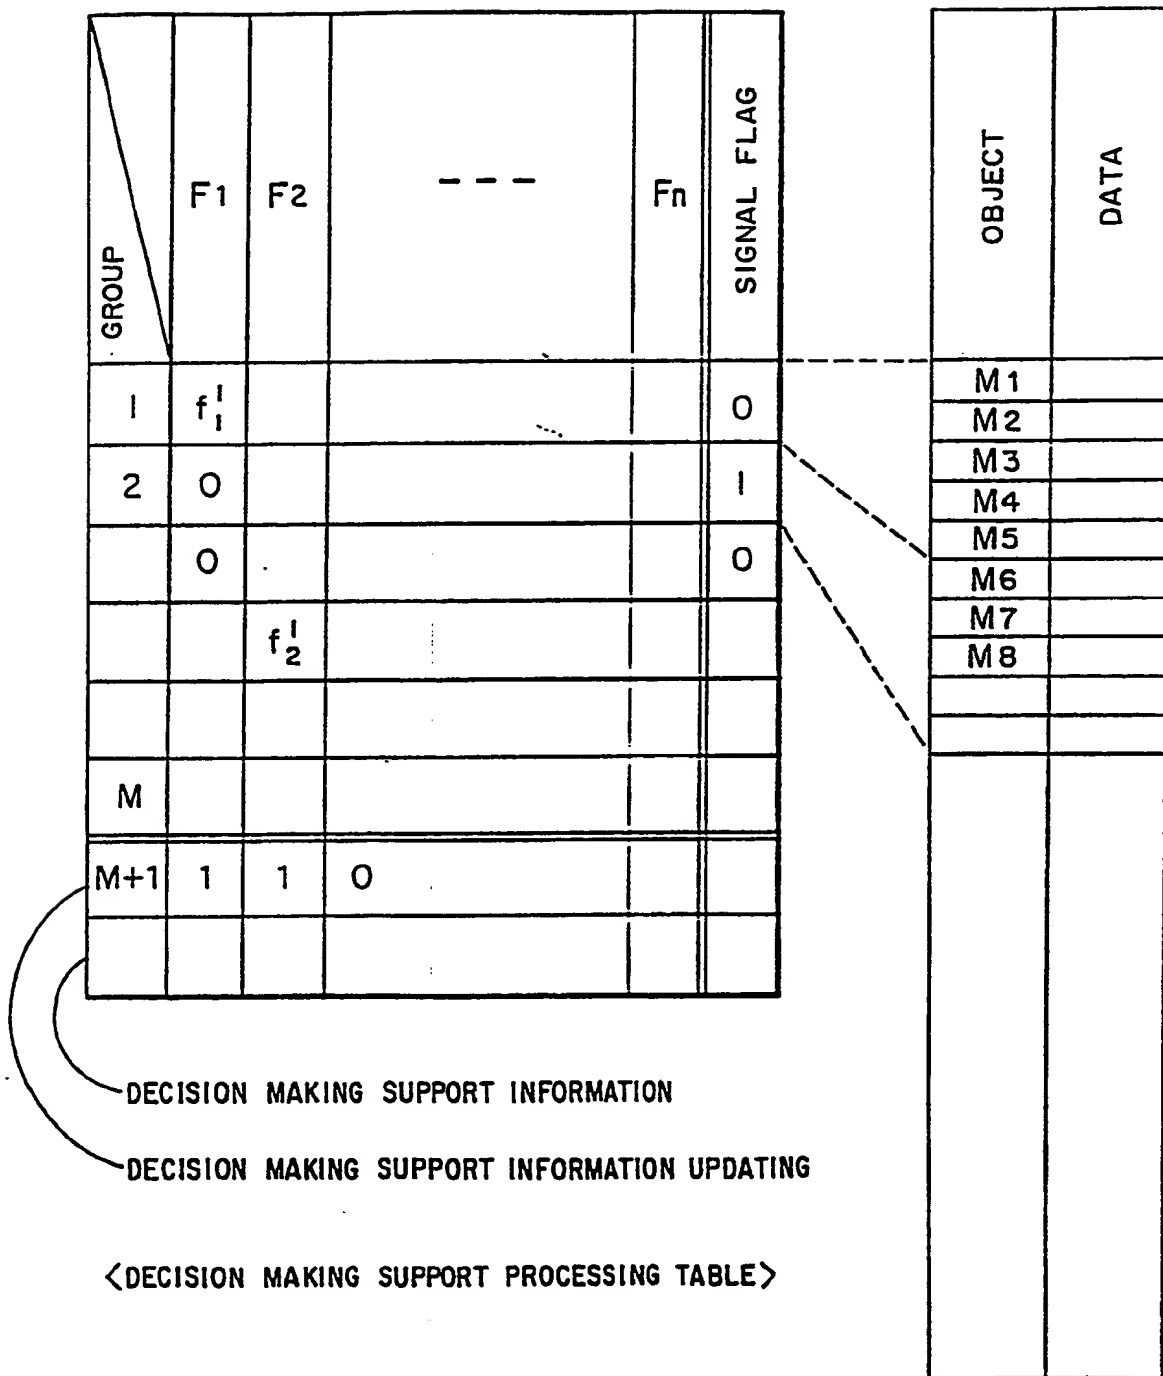 GROUP F1 F2 --- Fn SIGNAL FLAG
1 f₁¹ 0
2 0 1
0 0
f₂¹
M
M+1 1 1 0
OBJECT DATA
M1
M2
M3
M4
M5
M6
M7
M8
DECISION MAKING SUPPORT INFORMATION
DECISION MAKING SUPPORT INFORMATION UPDATING
<DECISION MAKING SUPPORT PROCESSING TABLE>